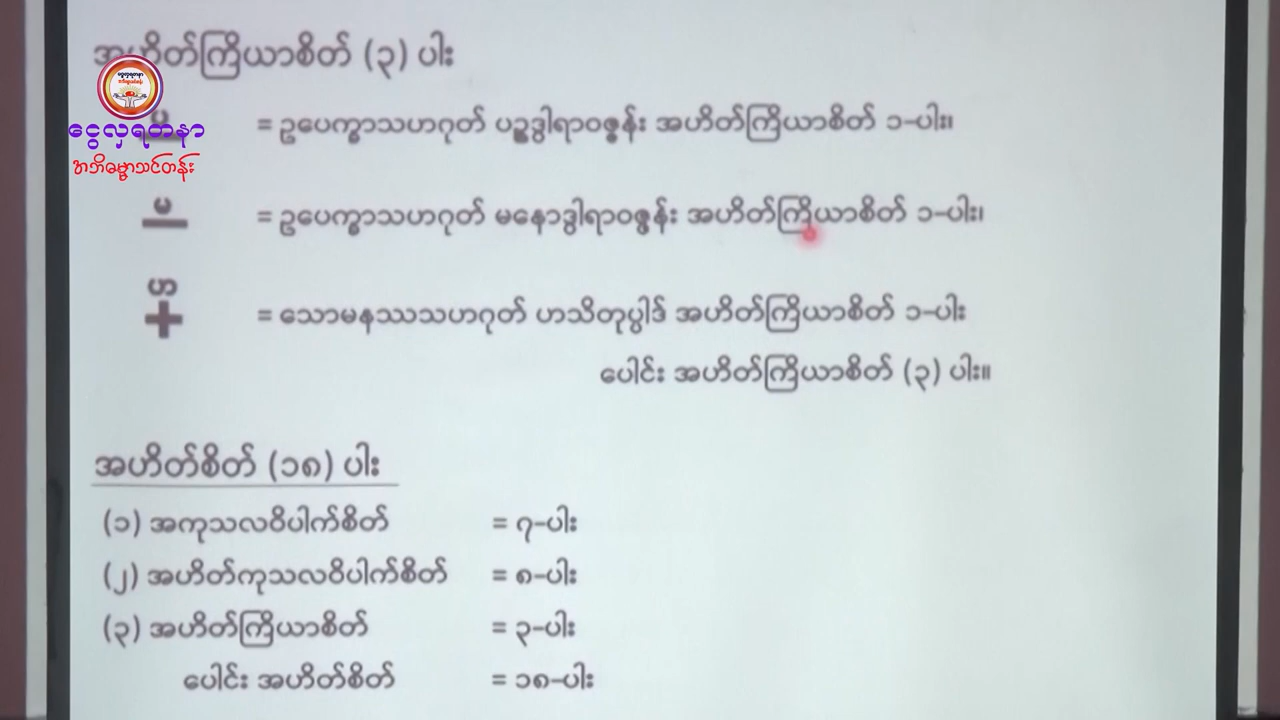 အဟိတ်ကြိယာစိတ် (၃) ပါး
ငွေလှရတနာ
အဘိဓမ္မာသင်တန်း
= ဥပေက္ခာသဟဂုတ် ပဉ္စဒွါရာဝဇ္ဇန်း အဟိတ်ကြိယာစိတ် ၁-ပါး၊
မ
= ဥပေက္ခာသဟဂုတ် မနောဒွါရာဝဇ္ဇန်း အဟိတ်ကြိယာစိတ် ၁-ပါး၊
ဟ
+ = သောမနဿသဟဂုတ် ဟသိတုပ္ပါဒ် အဟိတ်ကြိယာစိတ် ၁-ပါး
ပေါင်း အဟိတ်ကြိယာစိတ် (၃) ပါး။
အဟိတ်စိတ် (၁၈) ပါး
(၁) အကုသလဝိပါက်စိတ် = ၇-ပါး
(၂) အဟိတ်ကုသလဝိပါက်စိတ် = ၈-ပါး
(၃) အဟိတ်ကြိယာစိတ် = ၃-ပါး
ပေါင်း အဟိတ်စိတ် = ၁၈-ပါး